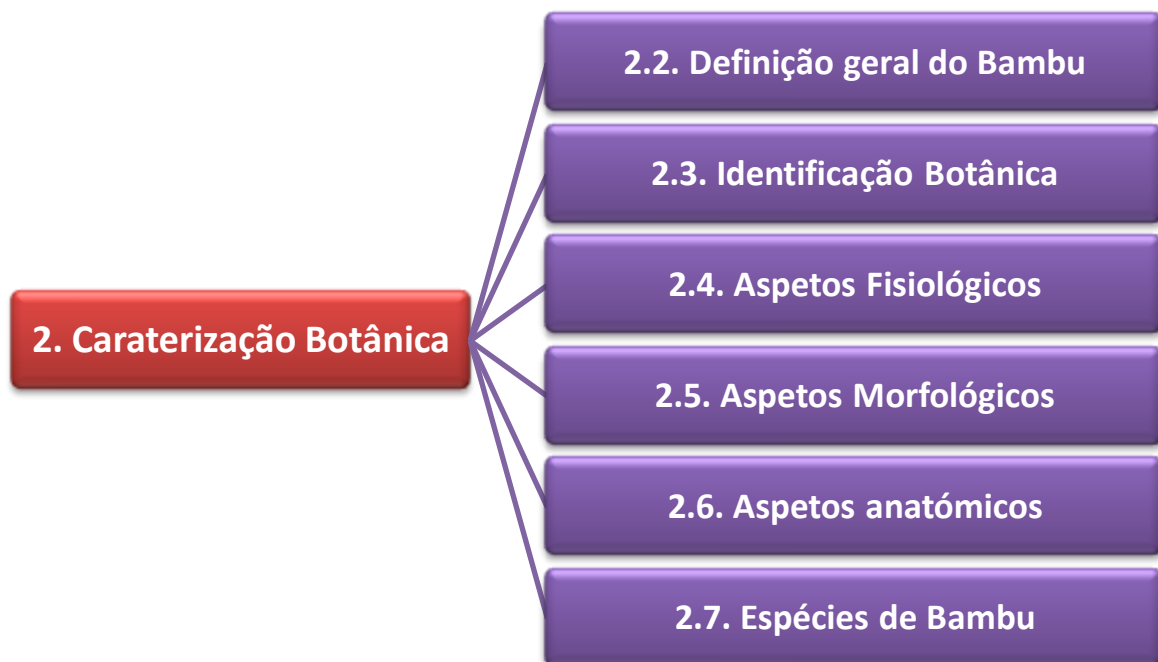 2.2. Definição geral do Bambu
2.3. Identificação Botânica
2.4. Aspetos Fisiológicos
2. Caraterização Botânica
2.5. Aspetos Morfológicos
2.6. Aspetos anatómicos
2.7. Espécies de Bambu